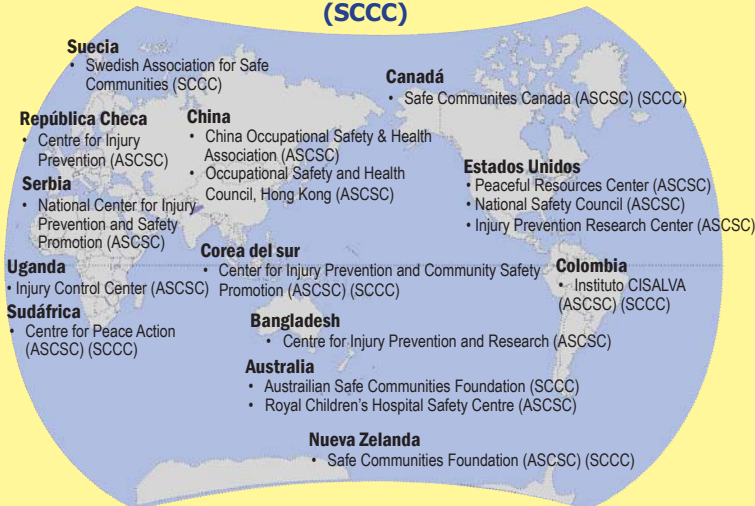 (SCCC)
Suecia
• Swedish Association for Safe
Communities (SCCC)
Canadá
• Safe Communites Canada (ASCSC) (SCCC)
República Checa
• Centre for Injury
Prevention (ASCSC)
China
• China Occupational Safety & Health
Association (ASCSC)
• Occupational Safety and Health
Council, Hong Kong (ASCSC)
Estados Unidos
• Peaceful Resources Center (ASCSC)
• National Safety Council (ASCSC)
• Injury Prevention Research Center (ASCSC)
Serbia
• National Center for Injury
Prevention and Safety
Promotion (ASCSC)
Corea del sur
• Center for Injury Prevention and Community Safety
Promotion (ASCSC) (SCCC)
Colombia
• Instituto CISALVA
(ASCSC) (SCCC)
Uganda
• Injury Control Center (ASCSC)
Sudáfrica
• Centre for Peace Action
(ASCSC) (SCCC)
Bangladesh
• Centre for Injury Prevention and Research (ASCSC)
Australia
• Austrailian Safe Communities Foundation (SCCC)
• Royal Children's Hospital Safety Centre (ASCSC)
Nueva Zelanda
• Safe Communities Foundation (ASCSC) (SCCC)